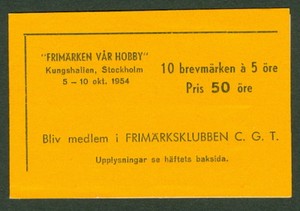 "FRIMÄRKEN VÅR HOBBY"
Kungshallen, Stockholm
5 - 10 okt. 1954
10 brevmärken à 5 öre
Pris 50 öre
Bliv medlem i FRIMÄRKSKLUBBEN C. G. T.
Upplysningar se häftets baksida.